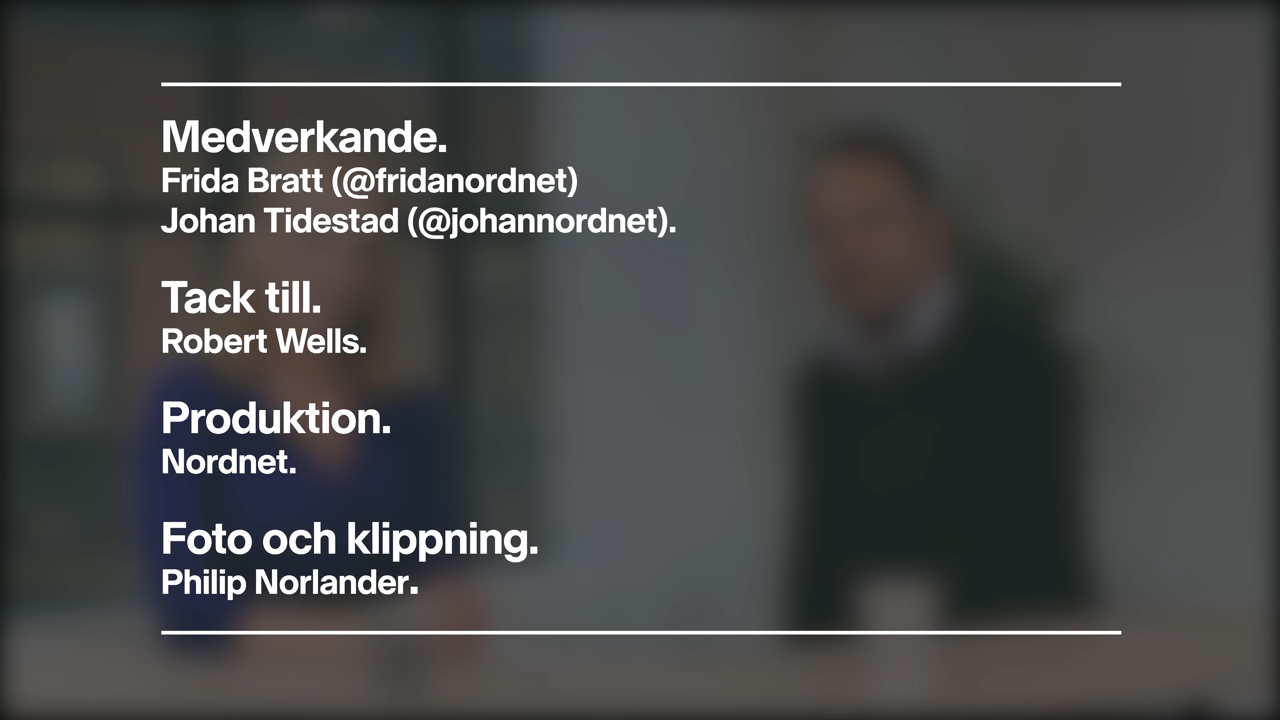 Medverkande.
Frida Bratt (@fridanordnet)
Johan Tidestad (@johannordnet).
Tack till.
Robert Wells.
Produktion.
Nordnet.
Foto och klippning.
Philip Norlander.